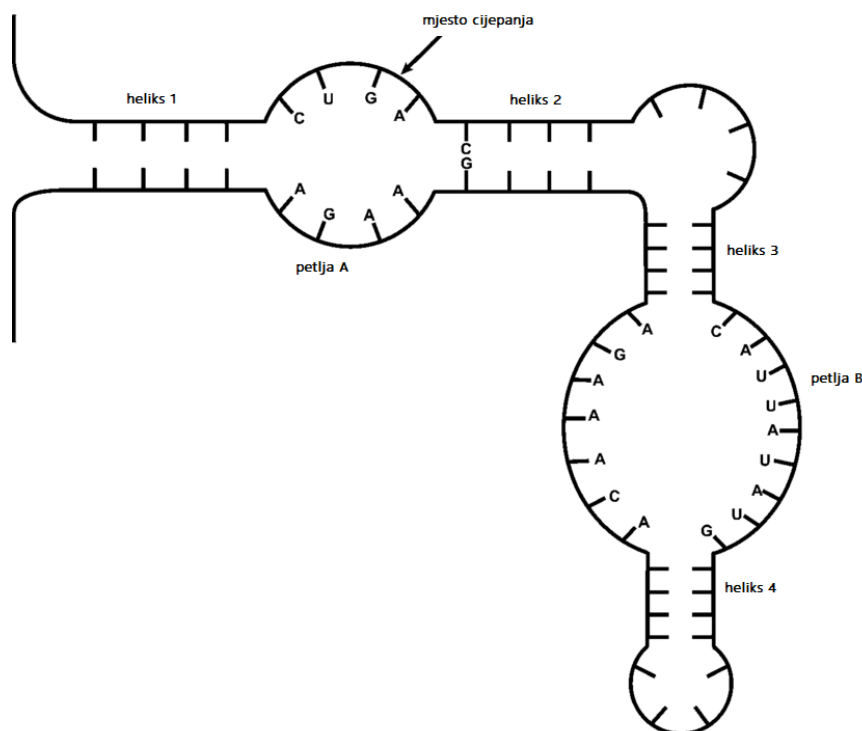 mjesto cijepanja
heliks 1
C U G A
heliks 2
C
G
A G A A
petlja A
heliks 3
A
G
A
A
A
C
A
C
A
U
U
A
U
A
U
G
petlja B
heliks 4